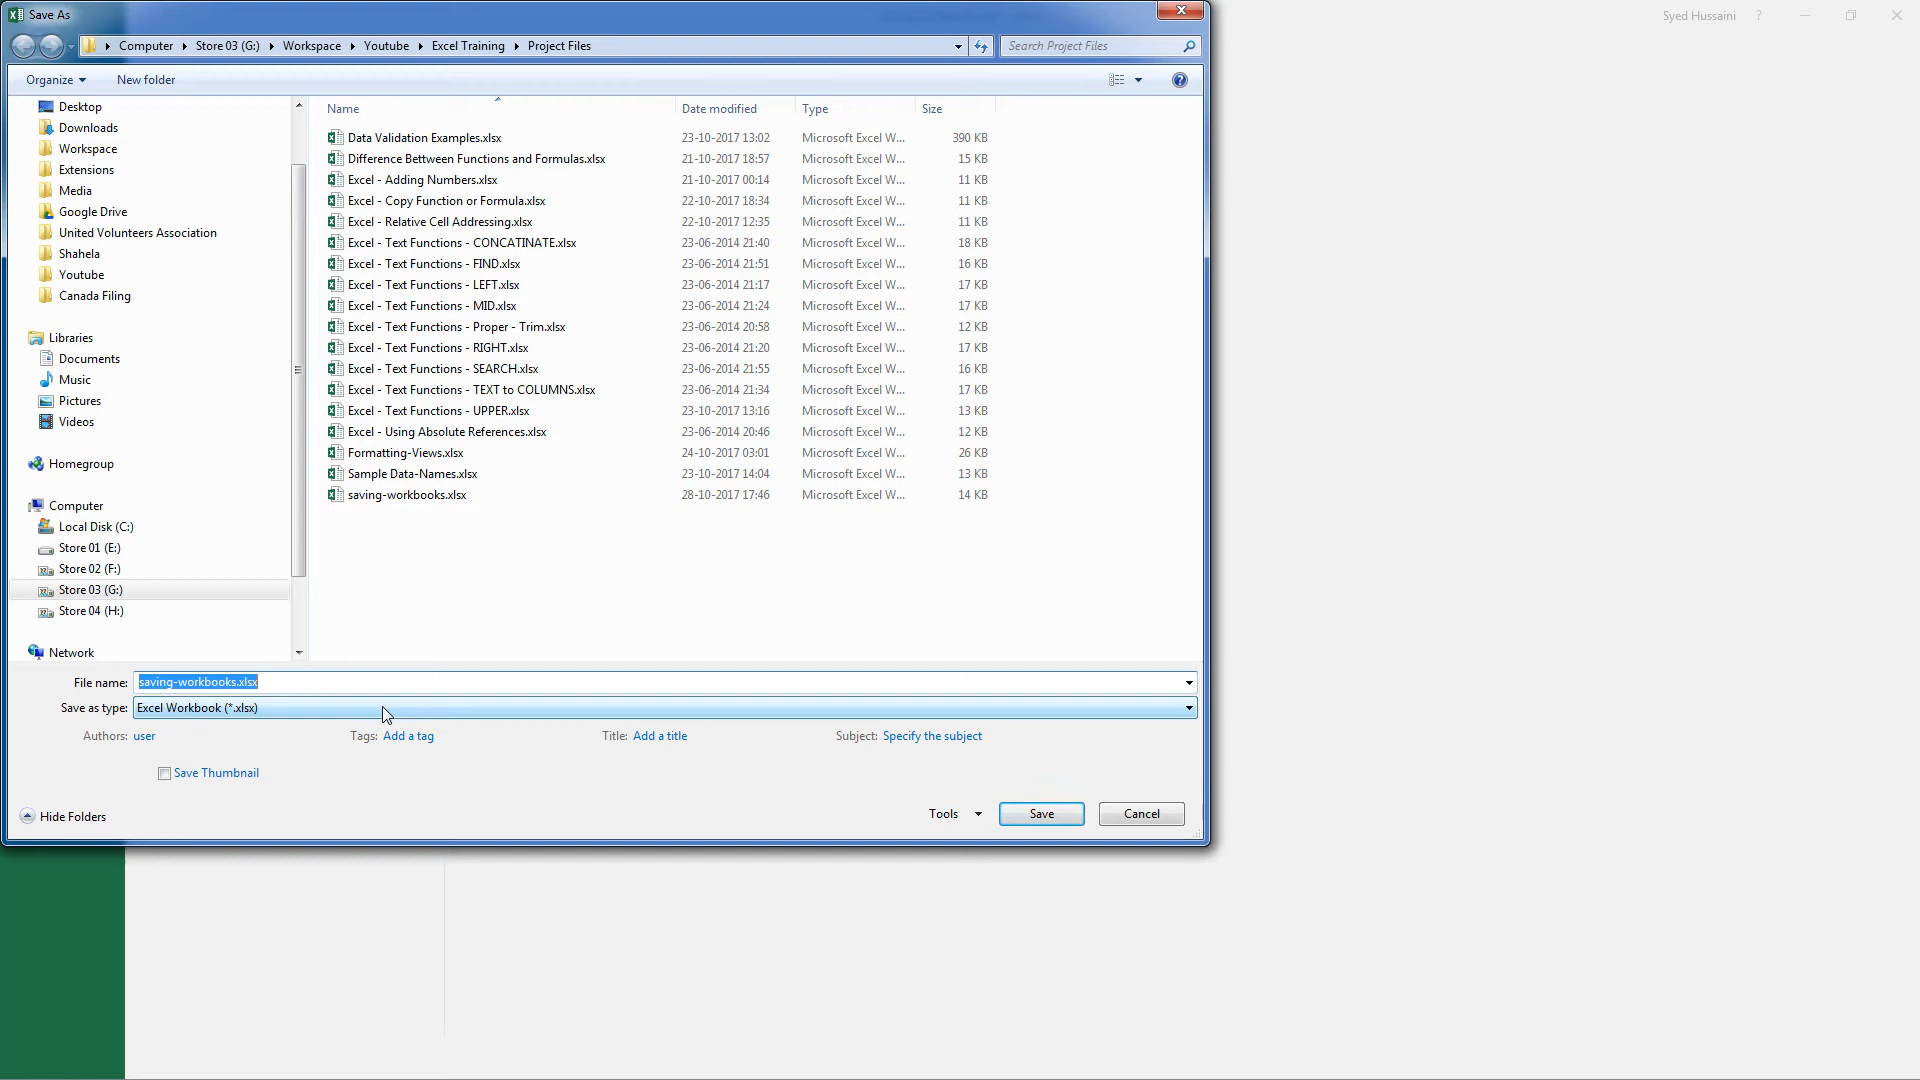 Save As
Syed Hussaini ?
Computer Store 03 (G:) Workspace Youtube Excel Training Project Files
Search Project Files
Organize New folder
Name Date modified Type Size
Desktop
Downloads
Workspace
Extensions
Media
Google Drive
United Volunteers Association
Shahela
Youtube
Canada Filing
Libraries
Documents
Music
Pictures
Videos
Homegroup
Computer
Local Disk (C:)
Store 01 (E:)
Store 02 (F:)
Store 03 (G:)
Store 04 (H:)
Network
Data Validation Examples.xlsx 23-10-2017 13:02 Microsoft Excel W... 390 KB
Difference Bettween Functions and Formulas.xlsx 21-10-2017 18:57 Microsoft Excel W... 15 KB
Excel - Adding Numbers.xlsx 21-10-2017 00:14 Microsoft Excel W... 11 KB
Excel - Copy Function or Formula.xlsx 22-10-2017 18:34 Microsoft Excel W... 11 KB
Excel - Relative Cell Addressing.xlsx 22-10-2017 12:35 Microsoft Excel W... 11 KB
Excel - Text Functions - CONCATINATE.xlsx 23-06-2014 21:40 Microsoft Excel W... 18 KB
Excel - Text Functions - FIND.xlsx 23-06-2014 21:51 Microsoft Excel W... 16 KB
Excel - Text Functions - LEFT.xlsx 23-06-2014 21:17 Microsoft Excel W... 17 KB
Excel - Text Functions - MID.xlsx 23-06-2014 21:24 Microsoft Excel W... 17 KB
Excel - Text Functions - Proper - Trim.xlsx 23-06-2014 20:58 Microsoft Excel W... 12 KB
Excel - Text Functions - RIGHT.xlsx 23-06-2014 21:20 Microsoft Excel W... 17 KB
Excel - Text Functions - SEARCH.xlsx 23-06-2014 21:55 Microsoft Excel W... 16 KB
Excel - Text Functions - TEXT to COLUMNS.xlsx 23-06-2014 21:34 Microsoft Excel W... 17 KB
Excel - Text Functions - UPPER.xlsx 23-10-2017 13:16 Microsoft Excel W... 13 KB
Excel - Using Absolute References.xlsx 23-06-2014 20:46 Microsoft Excel W... 12 KB
Formatting-Views.xlsx 24-10-2017 03:01 Microsoft Excel W... 26 KB
Sample Data-Names.xlsx 23-10-2017 14:04 Microsoft Excel W... 13 KB
saving-workbooks.xlsx 28-10-2017 17:46 Microsoft Excel W... 14 KB
File name: saving-workbooks.xlsx
Save as type: Excel Workbook (*.xlsx)
Authors: user Tags: Add a tag Title: Add a title Subject: Specify the subject
Save Thumbnail
Hide Folders Tools Save Cancel